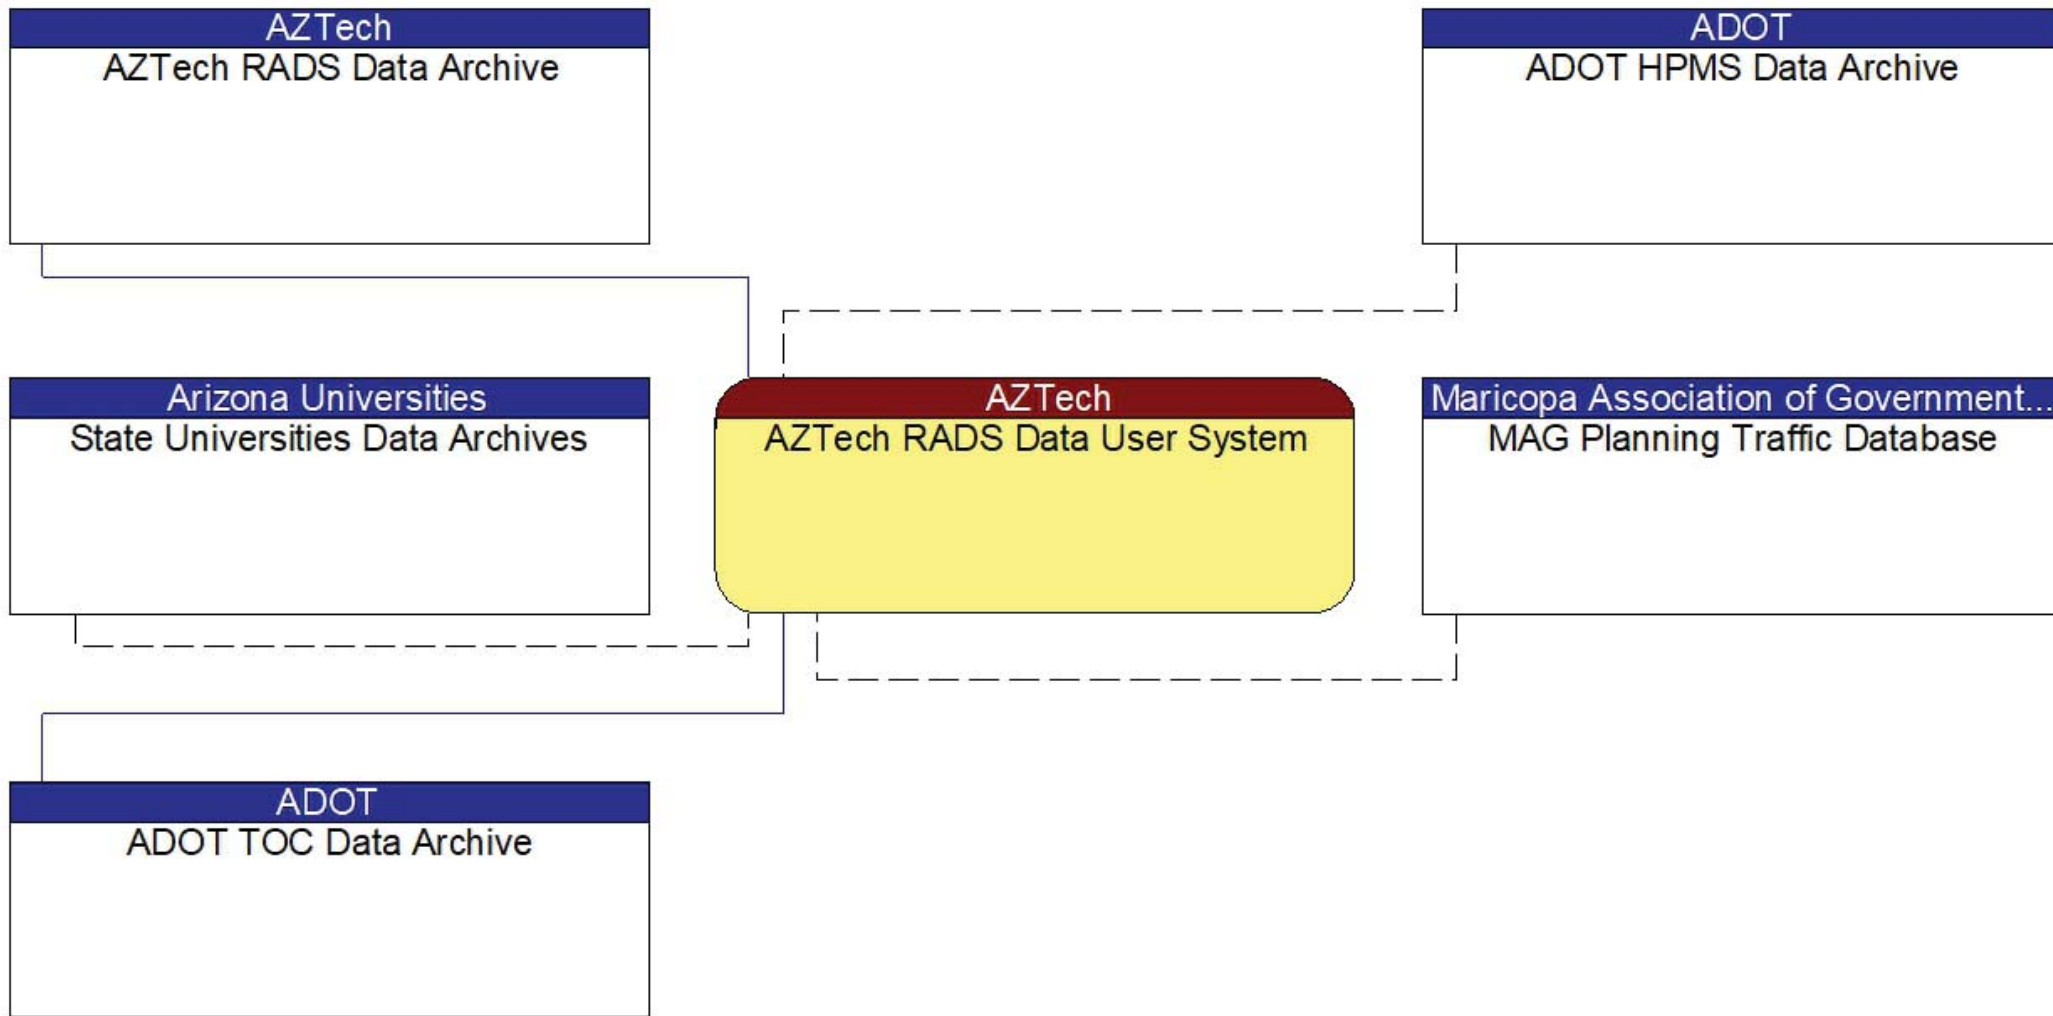 AZTech
AZTech RADS Data Archive
ADOT
ADOT HPMS Data Archive
Arizona Universities
State Universities Data Archives
AZTech
AZTech RADS Data User System
Maricopa Association of Government...
MAG Planning Traffic Database
ADOT
ADOT TOC Data Archive